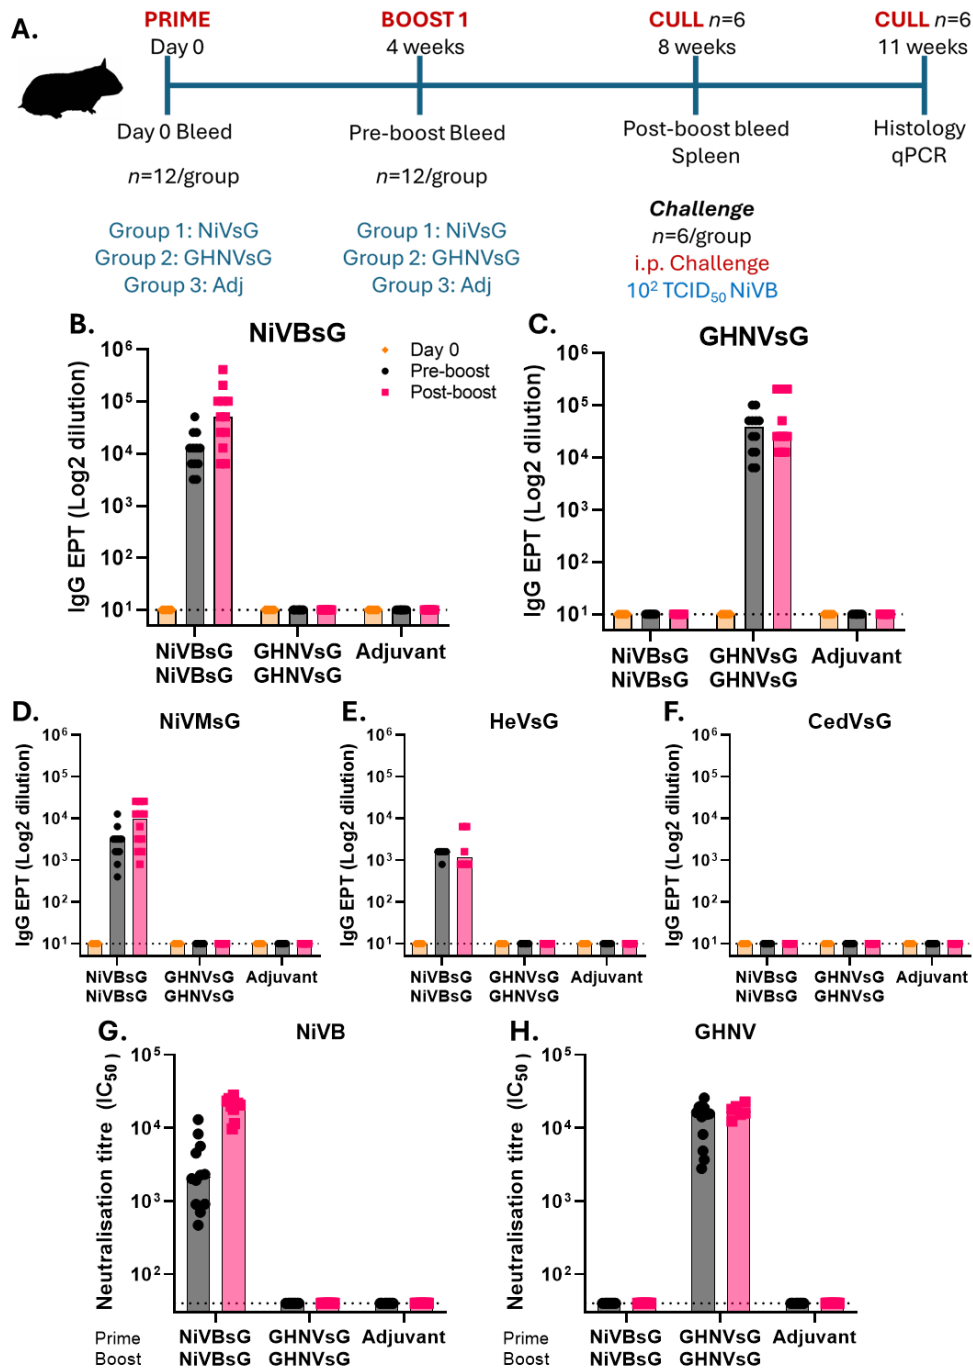 A.
PRIME
Day 0
BOOST 1
4 weeks
CULL n=6
8 weeks
CULL n=6
11 weeks
Day 0 Bleed
Pre-boost Bleed
Post-boost bleed
Spleen
Histology
qPCR
n=12/group
n=12/group
Challenge
n=6/group
i.p. Challenge
10² TCID₅₀ NiVB
Group 1: NiVsG
Group 2: GHNVsG
Group 3: Adj
Group 1: NiVsG
Group 2: GHNVsG
Group 3: Adj
B.
NiVBsG
Day 0
Pre-boost
Post-boost
IgG EPT (Log2 dilution)
10⁶
10⁵
10⁴
10³
10²
10¹
NiVBsG GHNVsG Adjuvant
NiVBsG GHNVsG
C.
GHNVsG
IgG EPT (Log2 dilution)
10⁶
10⁵
10⁴
10³
10²
10¹
NiVBsG GHNVsG Adjuvant
NiVBsG GHNVsG
D.
NiVMsG
IgG EPT (Log2 dilution)
10⁶
10⁵
10⁴
10³
10²
10¹
NiVBsG GHNVsG Adjuvant
NiVBsG GHNVsG
E.
HeVsG
IgG EPT (Log2 dilution)
10⁶
10⁵
10⁴
10³
10²
10¹
NiVBsG GHNVsG Adjuvant
NiVBsG GHNVsG
F.
CedVsG
IgG EPT (Log2 dilution)
10⁶
10⁵
10⁴
10³
10²
10¹
NiVBsG GHNVsG Adjuvant
NiVBsG GHNVsG
G.
NiVB
Neutralisation titre (IC₅₀)
10⁵
10⁴
10³
10²
Prime NiVBsG GHNVsG Adjuvant
Boost NiVBsG GHNVsG
H.
GHNV
Neutralisation titre (IC₅₀)
10⁵
10⁴
10³
10²
Prime NiVBsG GHNVsG Adjuvant
Boost NiVBsG GHNVsG